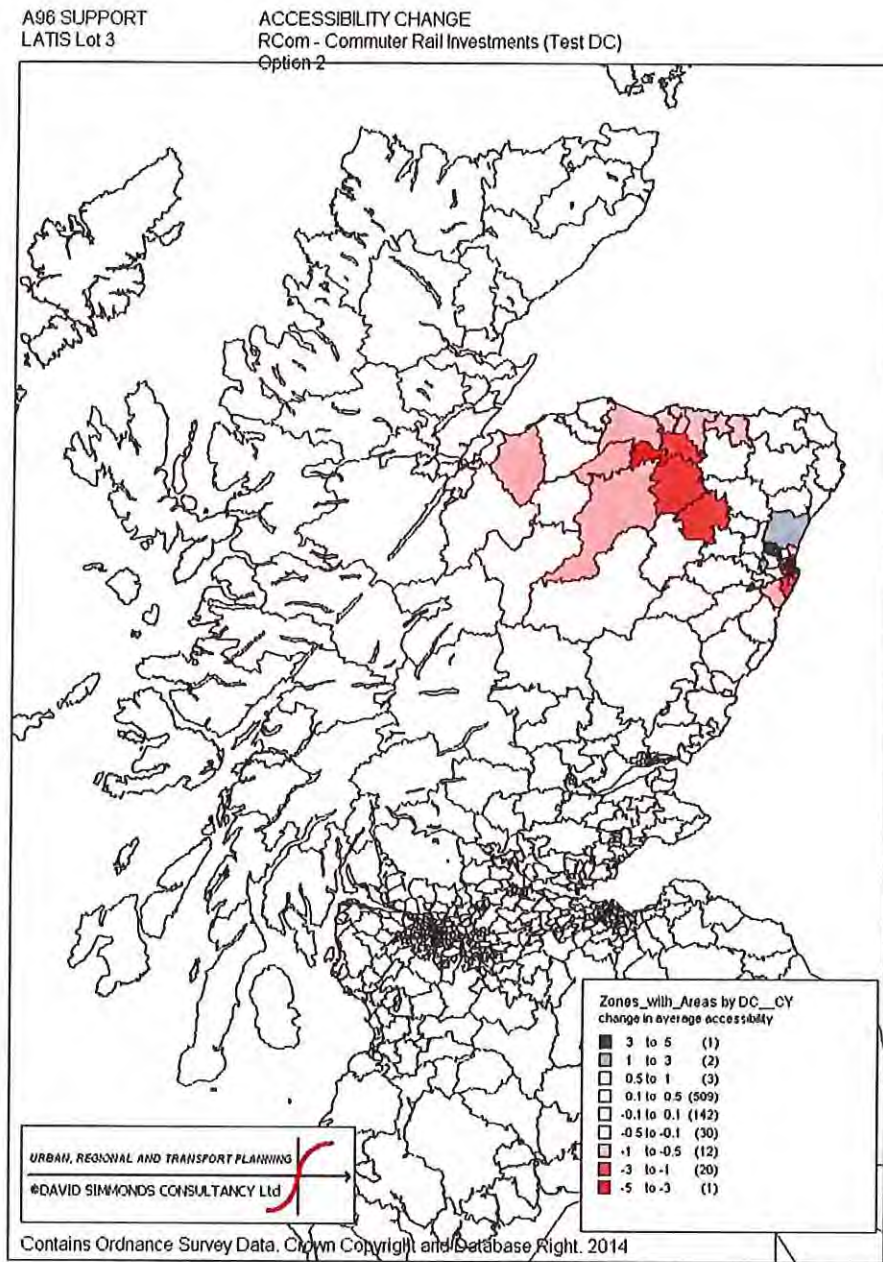 A96 SUPPORT
LATIS Lot 3
ACCESSIBILITY CHANGE
RCom - Commuter Rail Investments (Test DC)
Option 2
Zones_with_Areas by DC__CY
change in average accessibility
3 to 5 (1)
1 to 3 (2)
0.5 to 1 (3)
0.1 to 0.5 (509)
-0.1 to 0.1 (142)
-0.5 to -0.1 (30)
-1 to -0.5 (12)
-3 to -1 (20)
-5 to -3 (1)
URBAN, REGIONAL AND TRANSPORT PLANNING
©DAVID SIMMONDS CONSULTANCY Ltd
Contains Ordnance Survey Data. Crown Copyright and Database Right. 2014